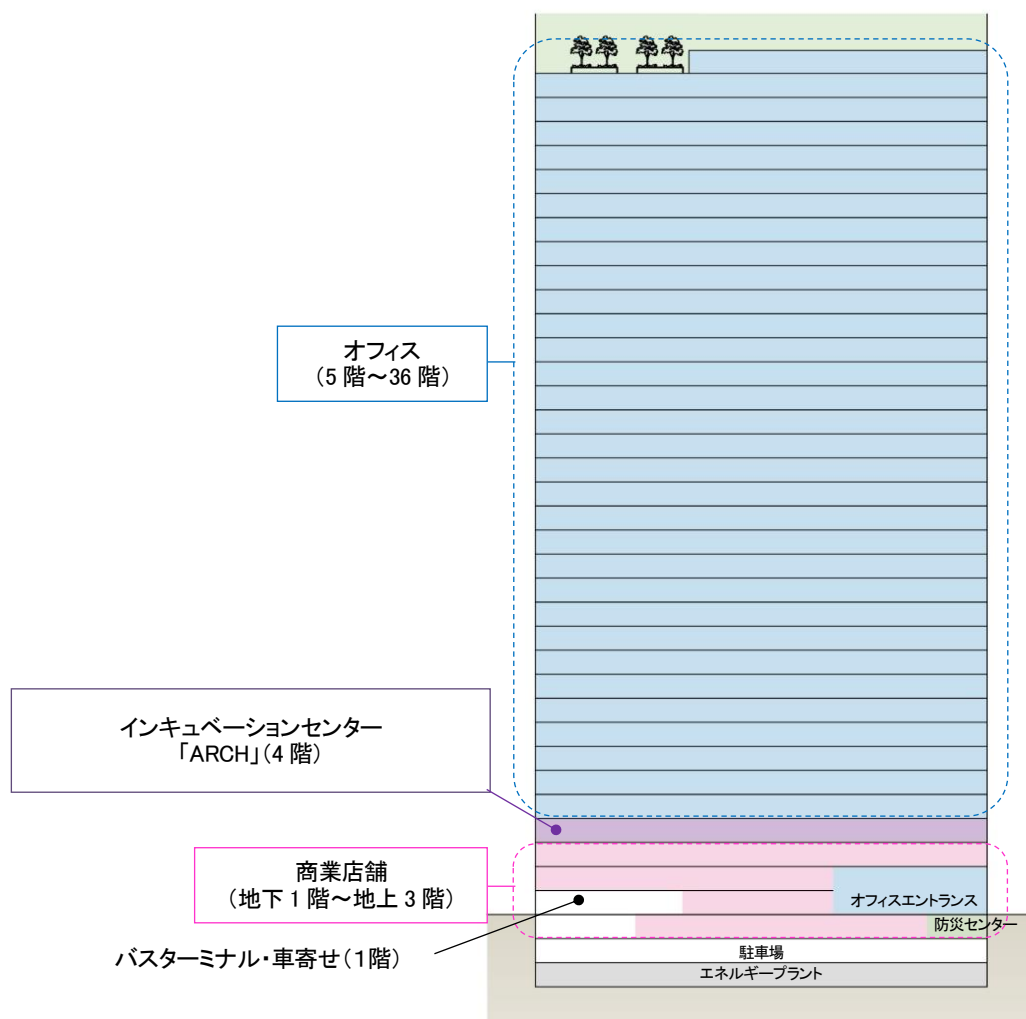 オフィス
（5 階～36 階）
インキュベーションセンター
「ARCH」（4 階）
商業店舗
（地下 1 階～地上 3 階）
オフィスエントランス
防災センター
バスターミナル・車寄せ（1階）
駐車場
エネルギープラント